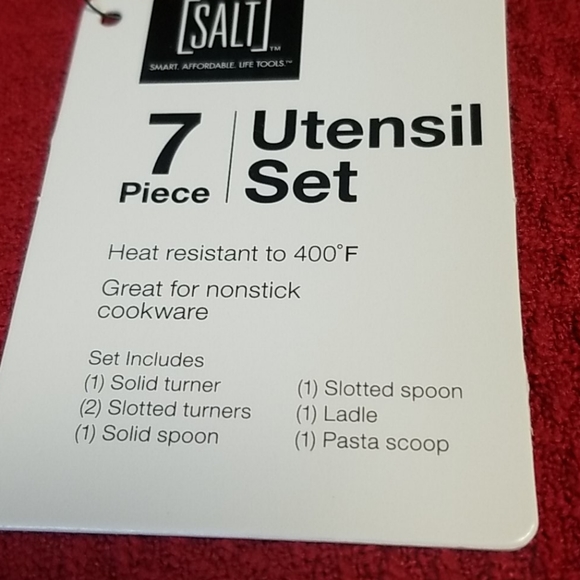 [SALT]™
SMART. AFFORDABLE. LIFE TOOLS.™
7 Piece
Utensil Set
Heat resistant to 400°F
Great for nonstick
cookware
Set Includes
(1) Solid turner
(2) Slotted turners
(1) Solid spoon
(1) Slotted spoon
(1) Ladle
(1) Pasta scoop